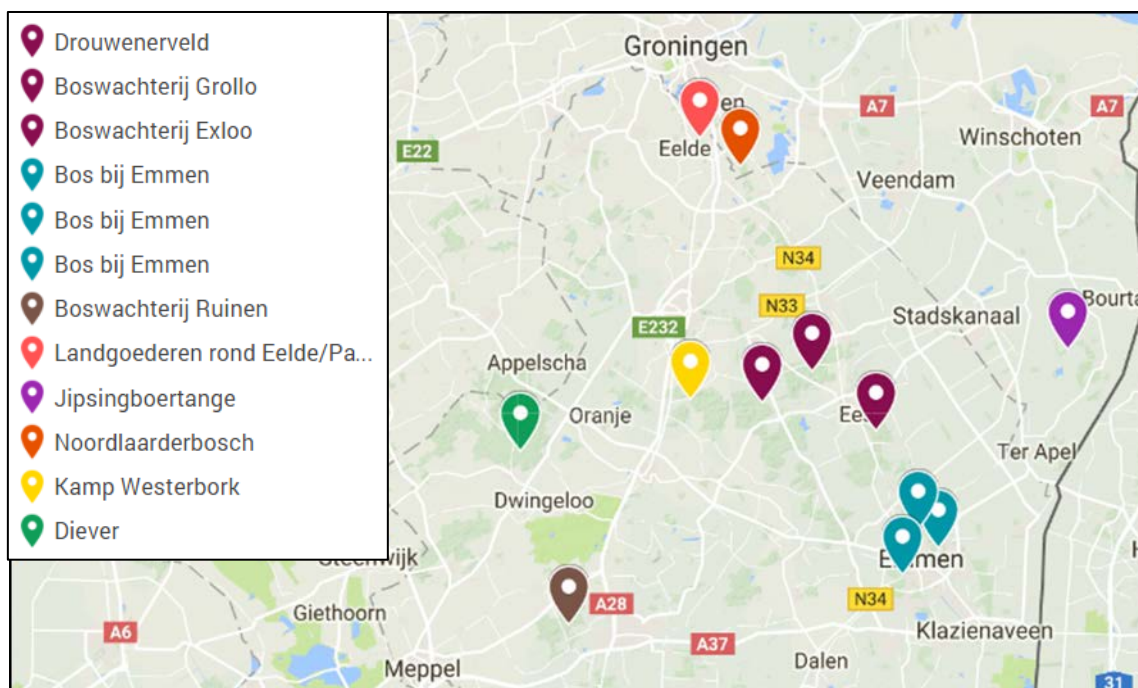 Drouwenerveld
Boswachterij Grollo
Boswachterij Exloo
Bos bij Emmen
Bos bij Emmen
Bos bij Emmen
Boswachterij Ruinen
Landgoederen rond Eelde/Pa...
Jipsingboertange
Noordlaarderbosch
Kamp Westerbork
Diever
Groningen
A7
A7
Winschoten
E22
Eelde
Veendam
N34
N33
Bourta
Stadskanaal
E232
Appelscha
Oranje
Ter Apel
Dwingeloo
Emmen
Giethoorn
A28
N34
A6
A37
Klazienaveen
Dalen
Meppel
31